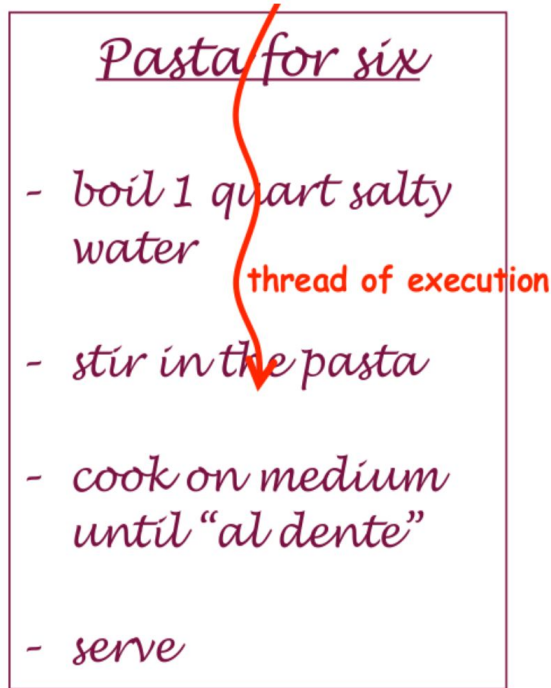 Pasta for six
- boil 1 quart salty
water
thread of execution
- stir in the pasta
- cook on medium
until “al dente”
- serve